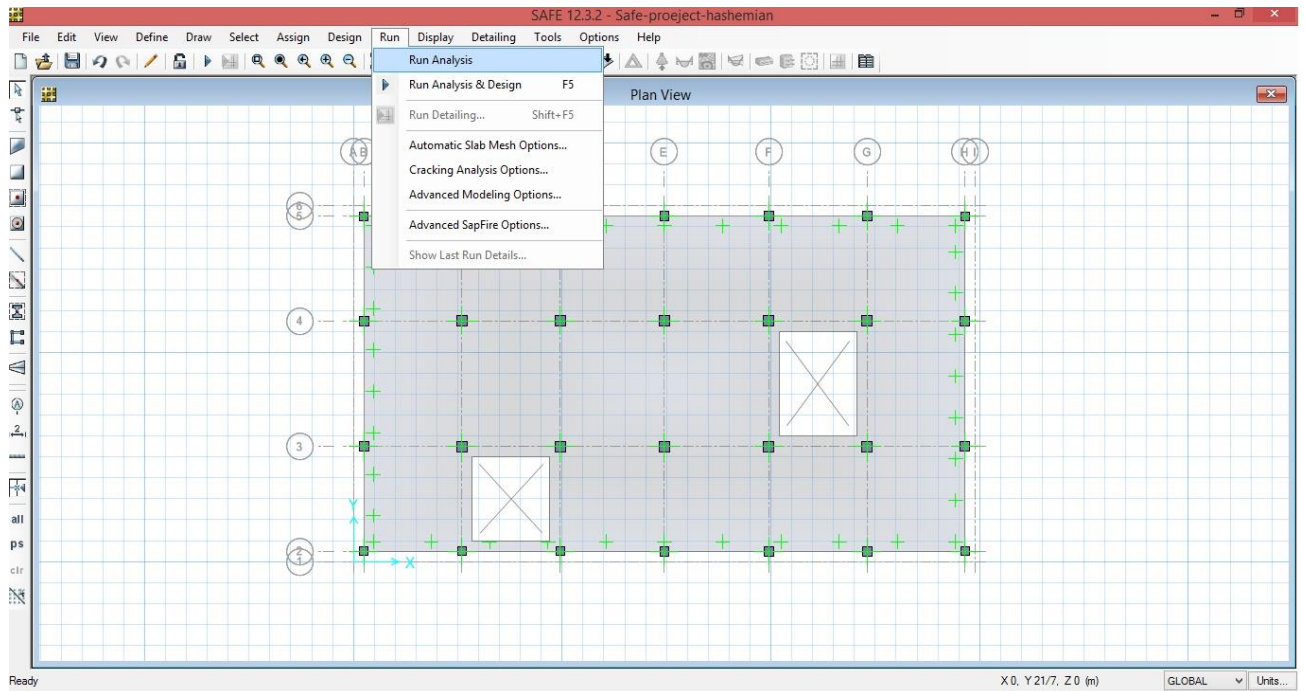 SAFE 12.3.2 - Safe-proeject-hashemian
File Edit View Define Draw Select Assign Design Run Display Detailing Tools Options Help
Run Analysis
Run Analysis & Design F5
Run Detailing... Shift+F5
Automatic Slab Mesh Options...
Cracking Analysis Options...
Advanced Modeling Options...
Advanced SapFire Options...
Show Last Run Details...
Plan View
A B E F G H I
6
5
4
3
2
1
Y
X
all
ps
clr
Ready
X 0, Y 21/7, Z 0 (m)
GLOBAL
Units...